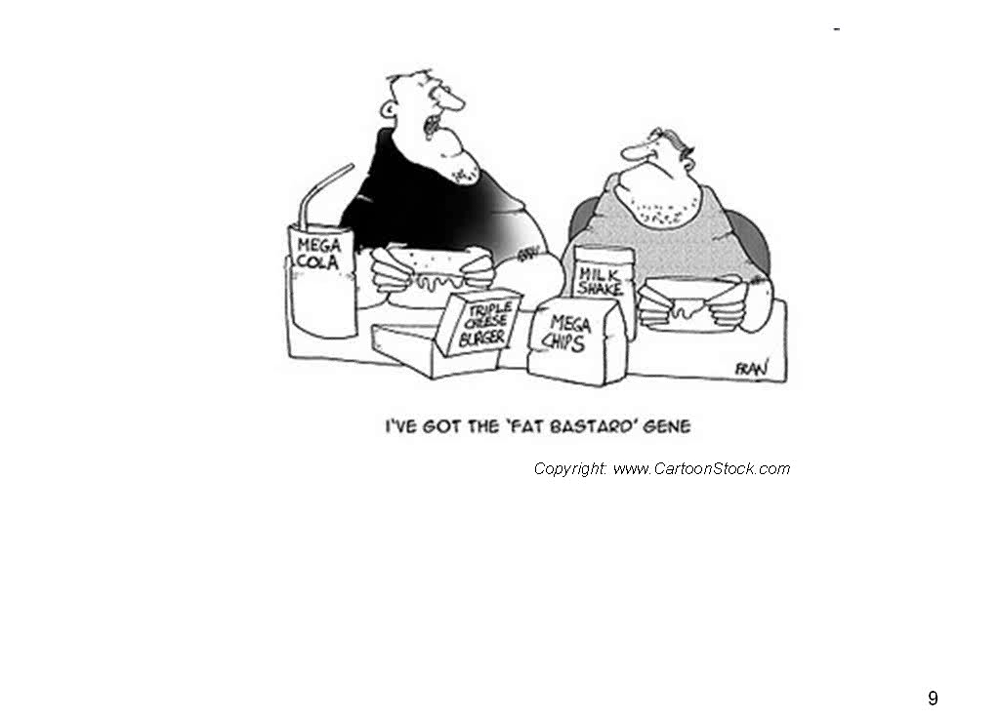 -
MEGA
COLA
MILK
SHAKE
TRIPLE
CHEESE
BURGER
MEGA
CHIPS
FRAN
I'VE GOT THE 'FAT BASTARD' GENE
Copyright: www.CartoonStock.com
9